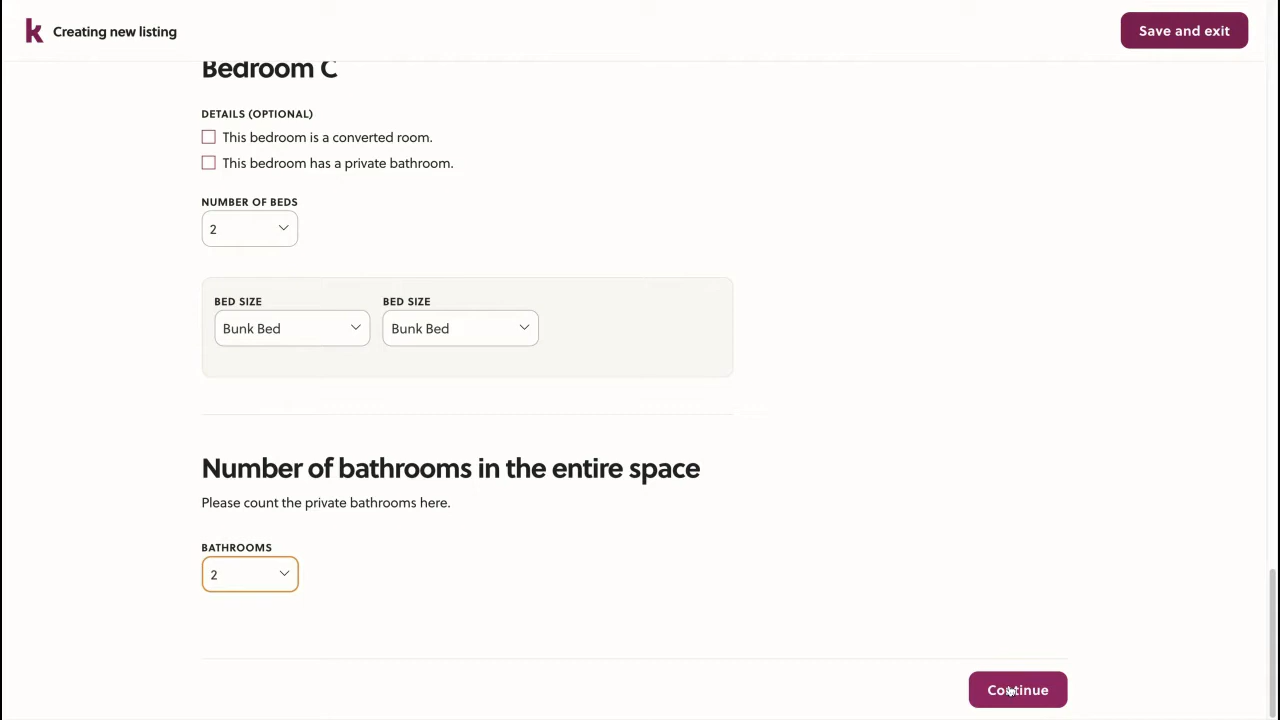 k Creating new listing
Save and exit
Bedroom C
DETAILS (OPTIONAL)
This bedroom is a converted room.
This bedroom has a private bathroom.
NUMBER OF BEDS
2
BED SIZE BED SIZE
Bunk Bed Bunk Bed
Number of bathrooms in the entire space
Please count the private bathrooms here.
BATHROOMS
2
Continue